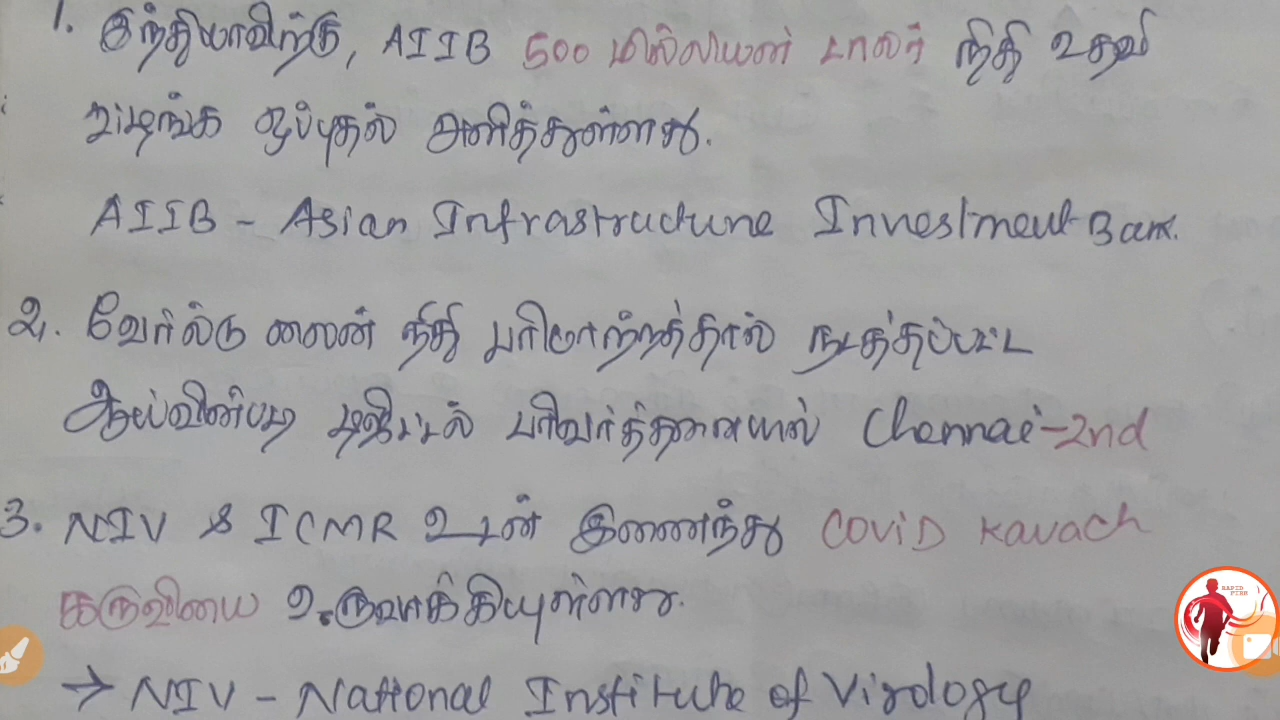 1. இந்தியாவிற்கு, AIIB 500 மில்லியன் டாலர் நிதி உதவி
வழங்க ஒப்புதல் அளித்துள்ளது.
AIIB - Asian Infrastructure Investment Bank.
2. வேர்ல்டு லைன் நிதி பரிமாற்றத்தால் நடத்தப்பட்ட
ஆய்வின்படி டிஜிட்டல் பரிவர்த்தனையில் Chennai - 2nd
3. NIV & ICMR உடன் இணைந்து COVID Kavach
கருவியை உருவாக்கியுள்ளது.
→ NIV - National Institute of Virology
RAPID
FIRE